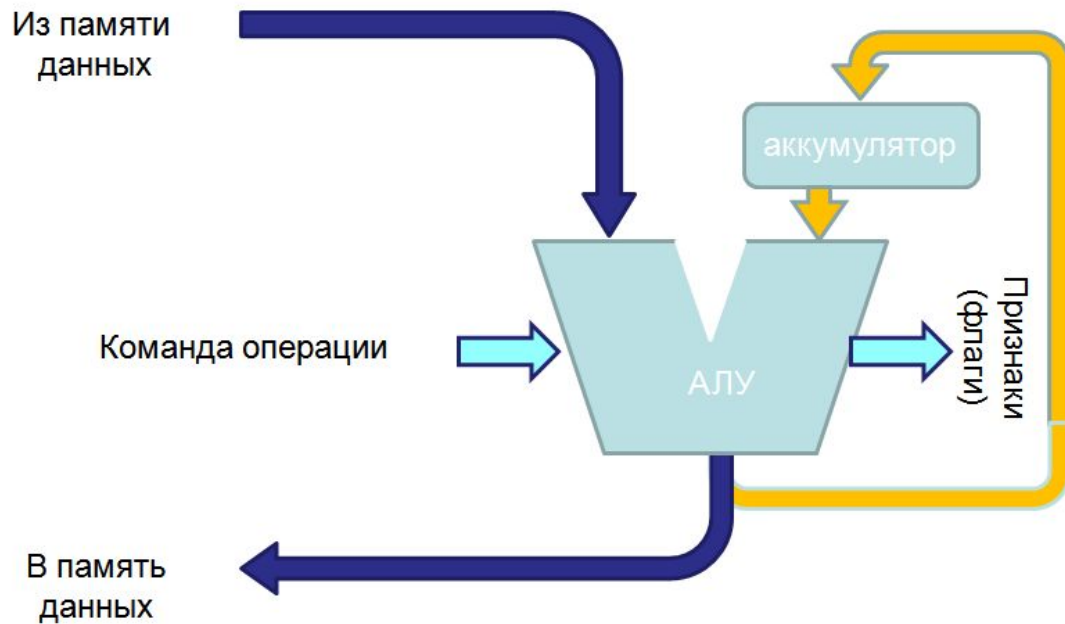 Из памяти
данных
аккумулятор
Команда операции
АЛУ
Признаки
(флаги)
В память
данных